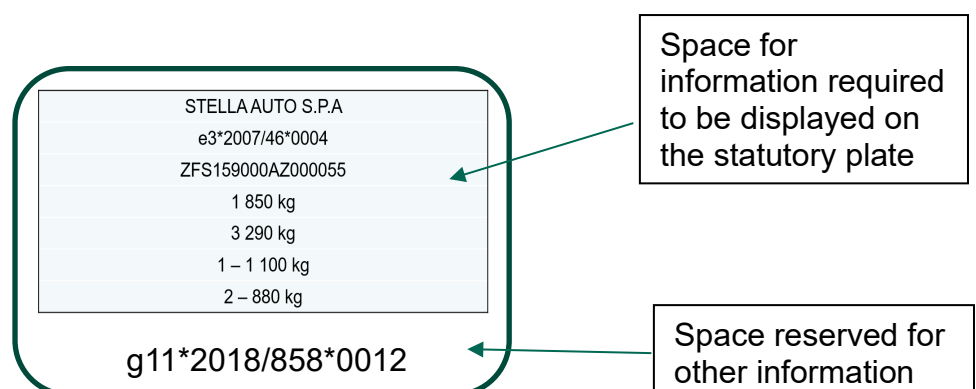 STELLA AUTO S.P.A
e3*2007/46*0004
ZFS159000AZ000055
1 850 kg
3 290 kg
1 – 1 100 kg
2 – 880 kg
g11*2018/858*0012
Space for
information required
to be displayed on
the statutory plate
Space reserved for
other information